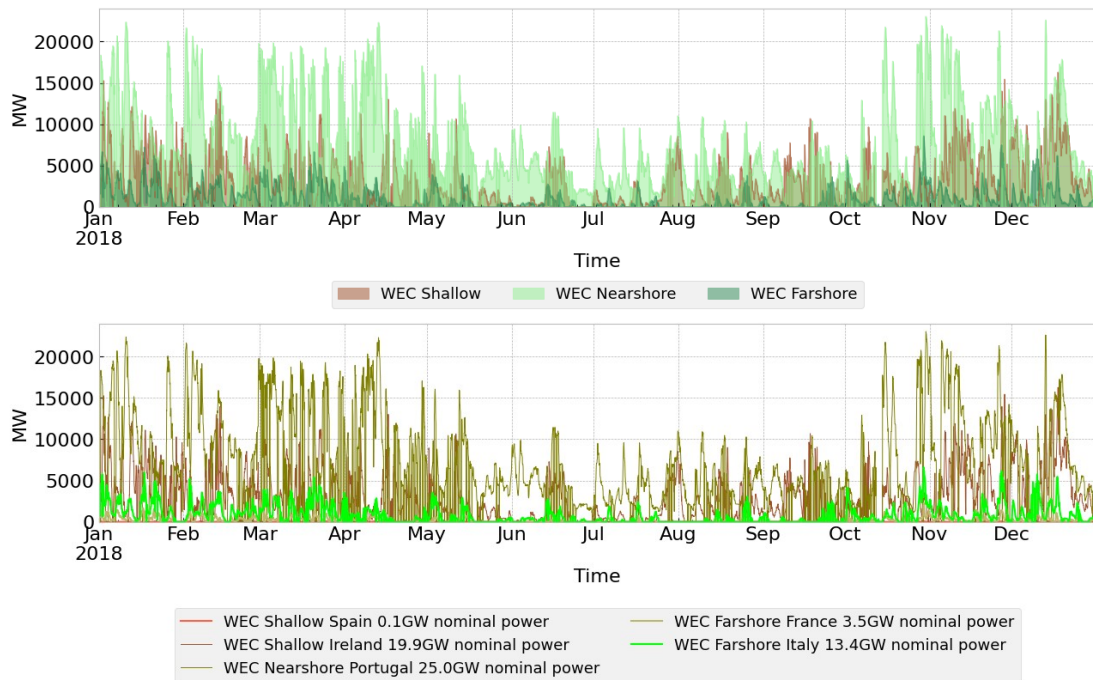 20000
15000
10000
5000
0
MW
Jan Feb Mar Apr May Jun Jul Aug Sep Oct Nov Dec
2018
Time
WEC Shallow WEC Nearshore WEC Farshore
20000
15000
10000
5000
0
MW
Jan Feb Mar Apr May Jun Jul Aug Sep Oct Nov Dec
2018
Time
WEC Shallow Spain 0.1GW nominal power
WEC Shallow Ireland 19.9GW nominal power
WEC Nearshore Portugal 25.0GW nominal power
WEC Farshore France 3.5GW nominal power
WEC Farshore Italy 13.4GW nominal power